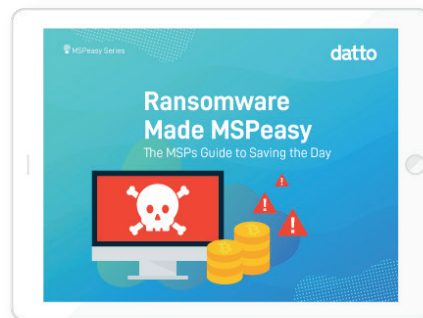 MSPeasy Series
datto
Ransomware
Made MSPeasy
The MSPs Guide to Saving the Day